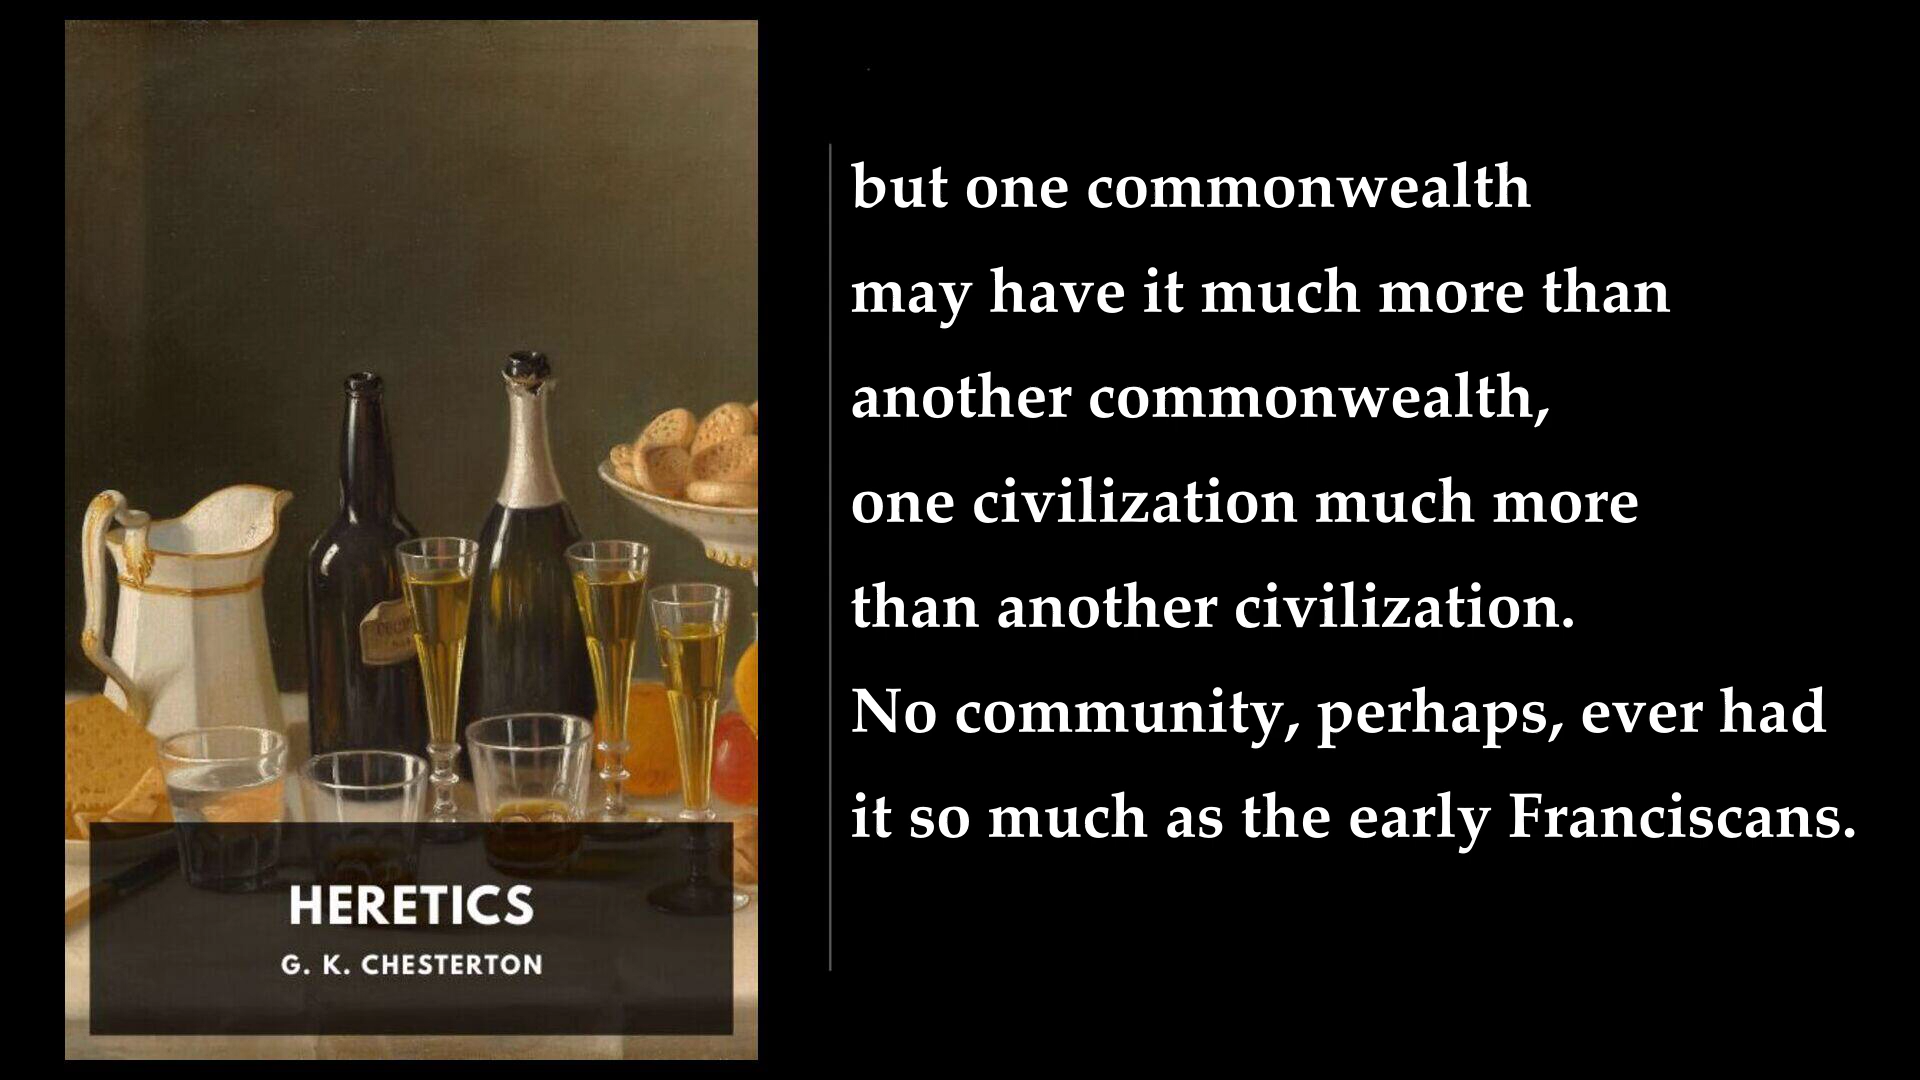 but one commonwealth
may have it much more than
another commonwealth,
one civilization much more
than another civilization.
No community, perhaps, ever had
it so much as the early Franciscans.
HERETICS
G. K. CHESTERTON